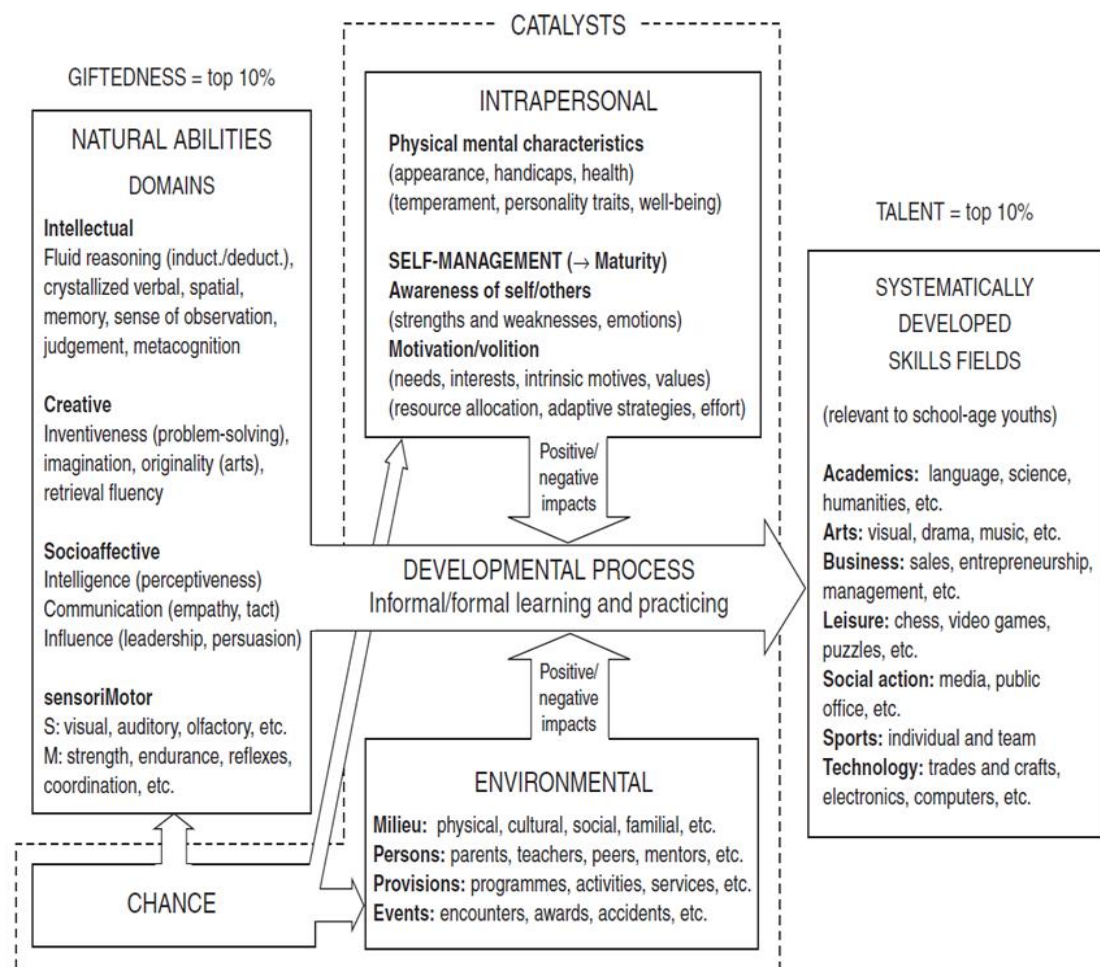 CATALYSTS
GIFTEDNESS = top 10%
NATURAL ABILITIES
DOMAINS
Intellectual
Fluid reasoning (induct./deduct.),
crystallized verbal, spatial,
memory, sense of observation,
judgement, metacognition
Creative
Inventiveness (problem-solving),
imagination, originality (arts),
retrieval fluency
Socioaffective
Intelligence (perceptiveness)
Communication (empathy, tact)
Influence (leadership, persuasion)
sensoriMotor
S: visual, auditory, olfactory, etc.
M: strength, endurance, reflexes,
coordination, etc.
CHANCE
INTRAPERSONAL
Physical mental characteristics
(appearance, handicaps, health)
(temperament, personality traits, well-being)
SELF-MANAGEMENT (→ Maturity)
Awareness of self/others
(strengths and weaknesses, emotions)
Motivation/volition
(needs, interests, intrinsic motives, values)
(resource allocation, adaptive strategies, effort)
Positive/
negative
impacts
DEVELOPMENTAL PROCESS
Informal/formal learning and practicing
Positive/
negative
impacts
ENVIRONMENTAL
Milieu: physical, cultural, social, familial, etc.
Persons: parents, teachers, peers, mentors, etc.
Provisions: programmes, activities, services, etc.
Events: encounters, awards, accidents, etc.
TALENT = top 10%
SYSTEMATICALLY
DEVELOPED
SKILLS FIELDS
(relevant to school-age youths)
Academics: language, science,
humanities, etc.
Arts: visual, drama, music, etc.
Business: sales, entrepreneurship,
management, etc.
Leisure: chess, video games,
puzzles, etc.
Social action: media, public
office, etc.
Sports: individual and team
Technology: trades and crafts,
electronics, computers, etc.